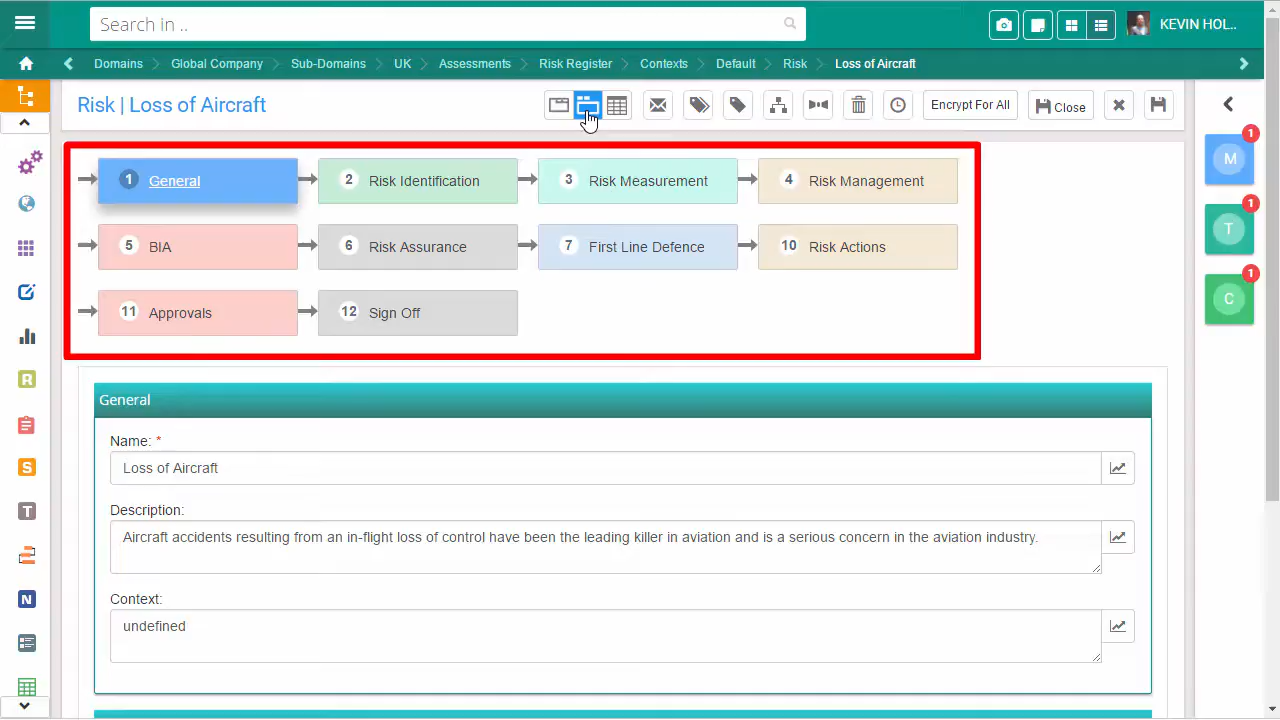 Search in ..
KEVIN HOL...
Domains Global Company Sub-Domains UK Assessments Risk Register Contexts Default Risk Loss of Aircraft
Risk | Loss of Aircraft
Encrypt For All
Close
1 General
2 Risk Identification
3 Risk Measurement
4 Risk Management
5 BIA
6 Risk Assurance
7 First Line Defence
10 Risk Actions
11 Approvals
12 Sign Off
General
Name: *
Loss of Aircraft
Description:
Aircraft accidents resulting from an in-flight loss of control have been the leading killer in aviation and is a serious concern in the aviation industry.
Context:
undefined
R
S
T
N
M
1
T
1
C
1